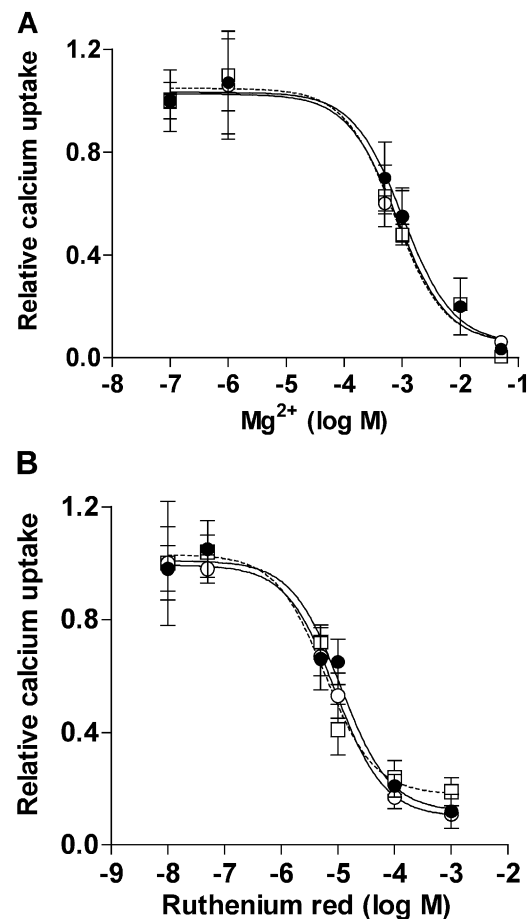 A
Relative calcium uptake
1.2
0.8
0.4
0.0
-8 -7 -6 -5 -4 -3 -2 -1
Mg²⁺ (log M)
B
Relative calcium uptake
1.2
0.8
0.4
0.0
-9 -8 -7 -6 -5 -4 -3 -2
Ruthenium red (log M)